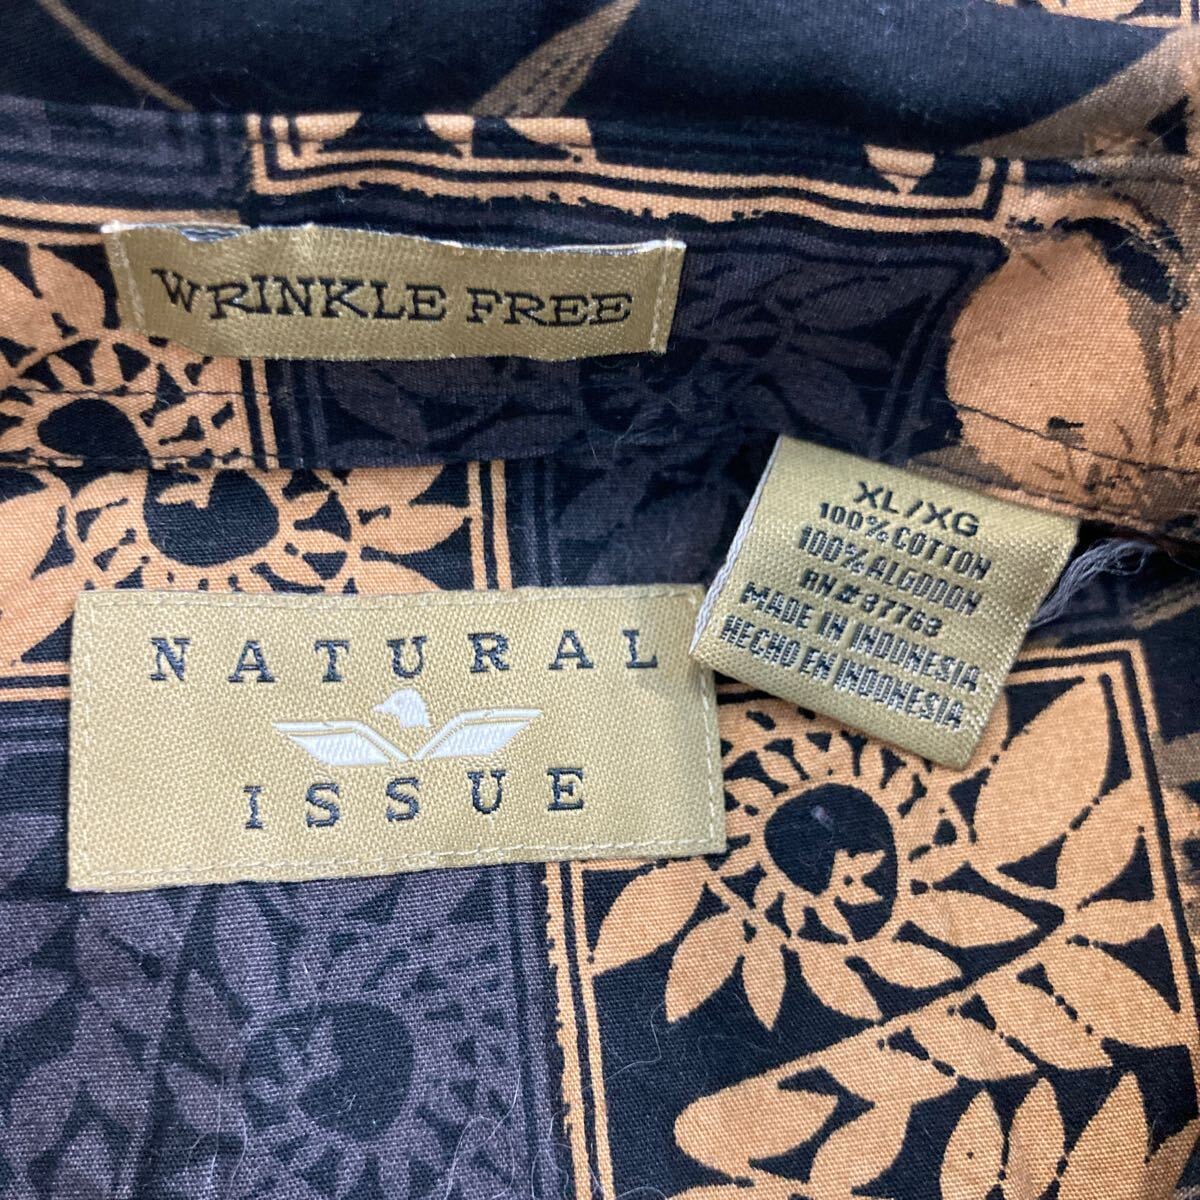 WRINKLE FREE
XL/XG
100% COTTON
100% ALGODON
RN# 37763
MADE IN INDONESIA
HECHO EN INDONESIA
NATURAL
ISSUE